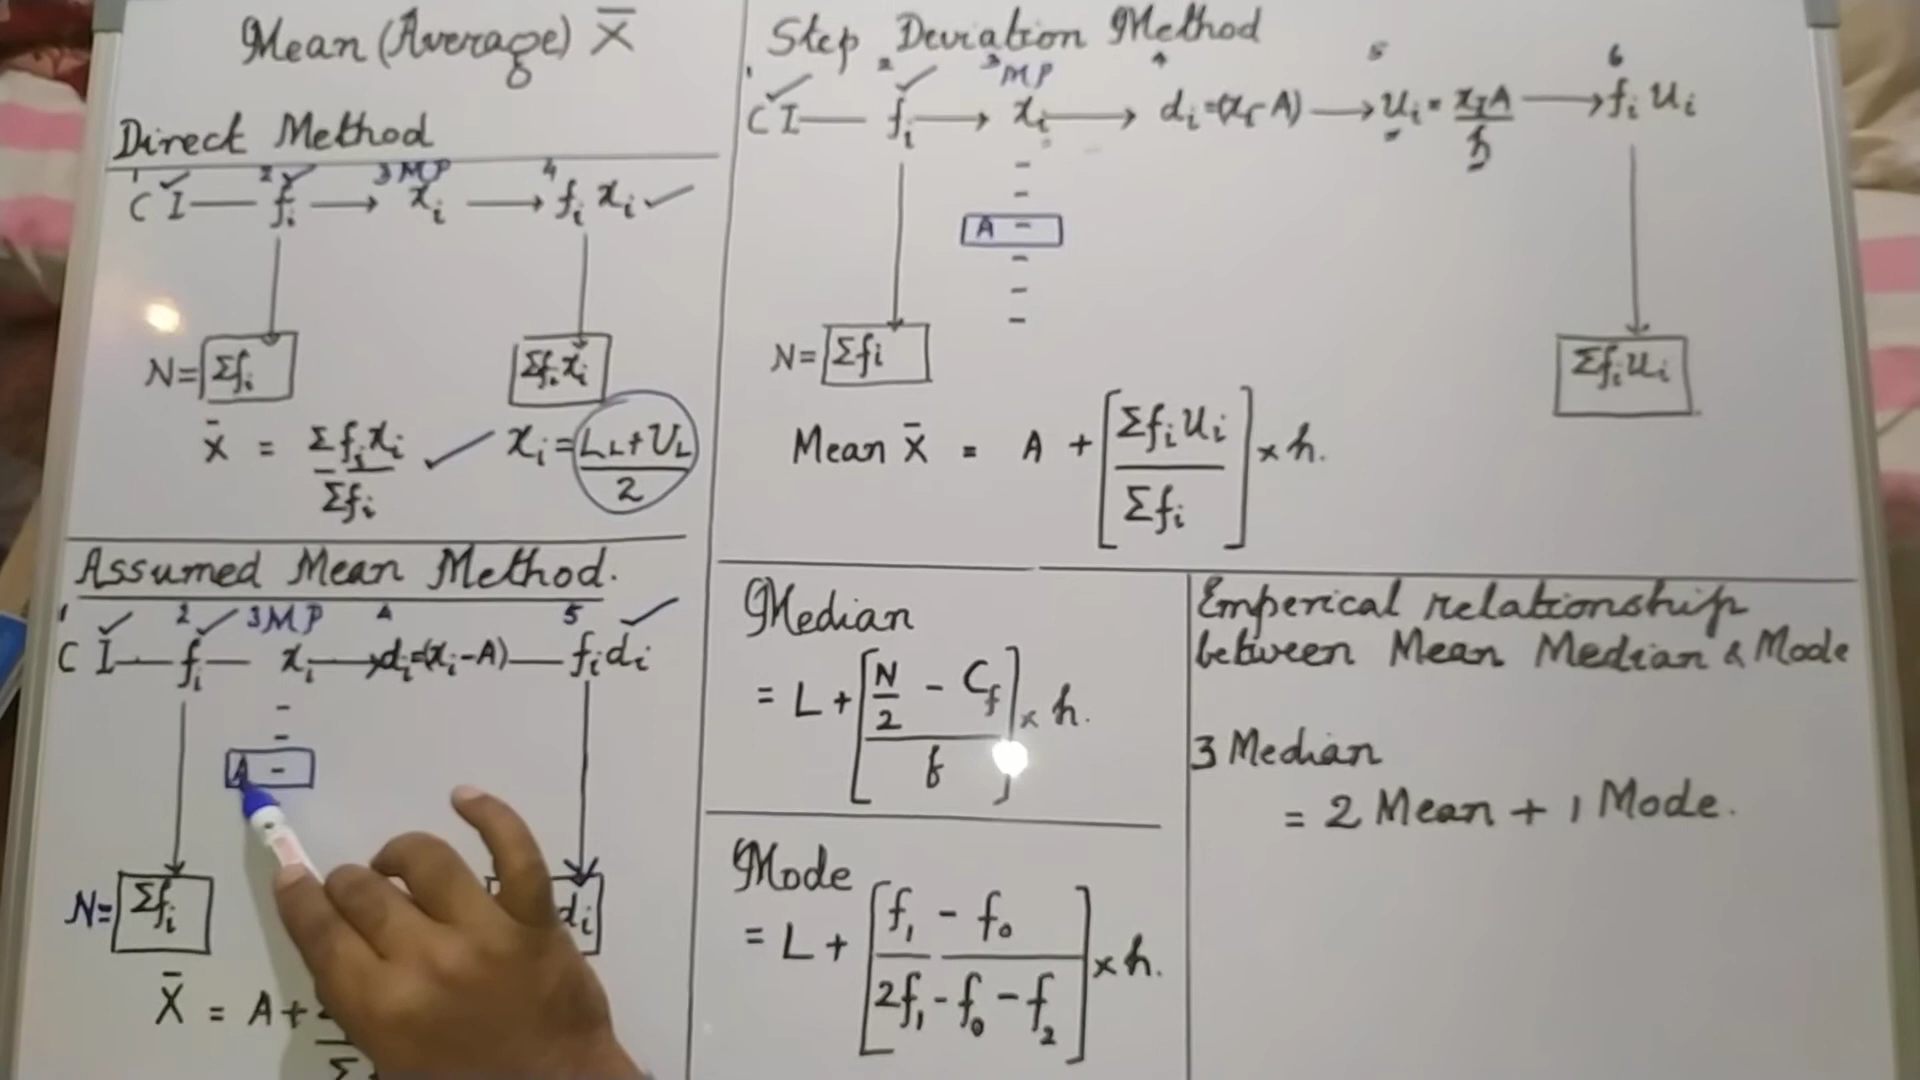 Mean (Average) X̄
Direct Method
1 2 3 MP 4
C I — fi → xi → fi xi
N = Σfi
Σfi xi
x̄ = Σfi xi / Σfi
xi = LL + UL / 2
Assumed Mean Method.
1 2 3 MP 4 5
C I — fi — xi → di = (xi - A) — fi di
A -
N = Σfi
di
X̄ = A +
Σ
Step Deviation Method
1 2 3 MP 4 5 6
C I — fi → xi → di = (xi - A) → ui = xi - A / h → fi ui
A -
N = Σfi
Σfi ui
Mean x̄ = A + [Σfi ui / Σfi] × h.
Median
= L + [N/2 - Cf / f] × h.
Mode
= L + [f1 - f0 / 2f1 - f0 - f2] × h.
Emperical relationship
between Mean Median & Mode
3 Median
= 2 Mean + 1 Mode.